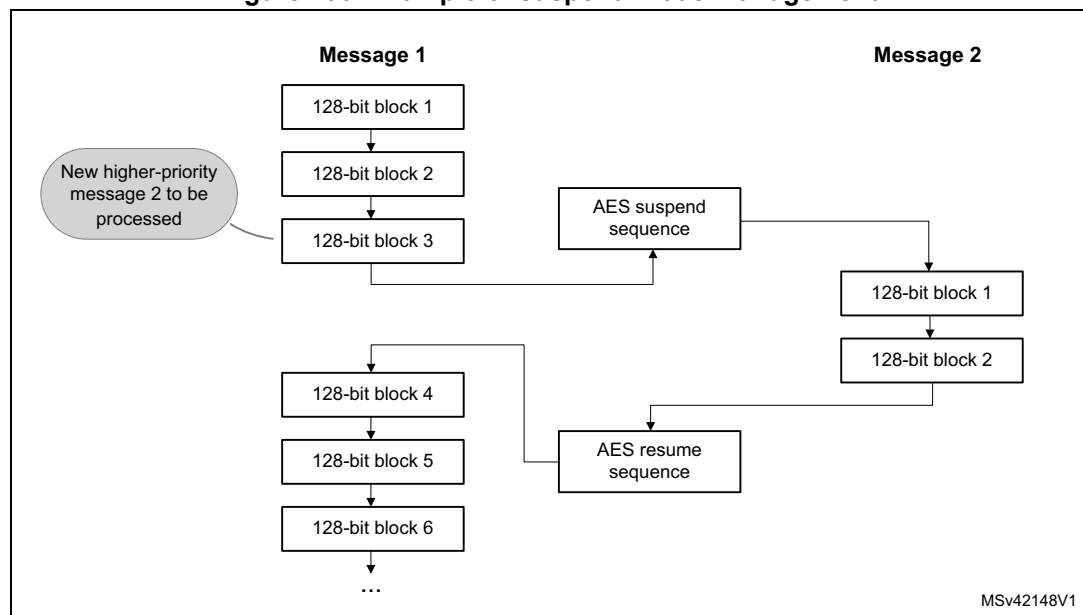 Message 1
Message 2
128-bit block 1
128-bit block 2
128-bit block 3
New higher-priority
message 2 to be
processed
AES suspend
sequence
128-bit block 1
128-bit block 2
AES resume
sequence
128-bit block 4
128-bit block 5
128-bit block 6
...
MSv42148V1